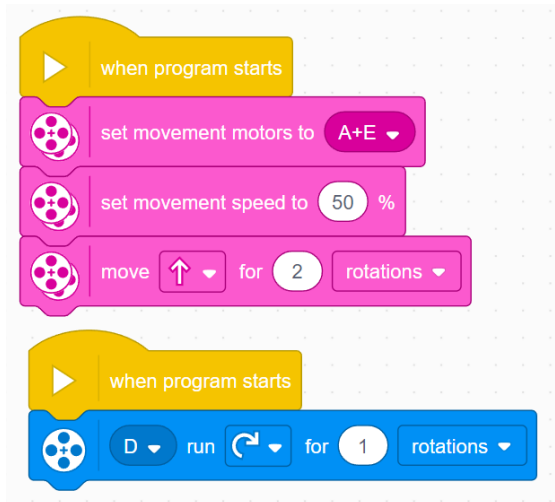 when program starts
set movement motors to A+E
set movement speed to 50 %
move for 2 rotations
when program starts
D run for 1 rotations